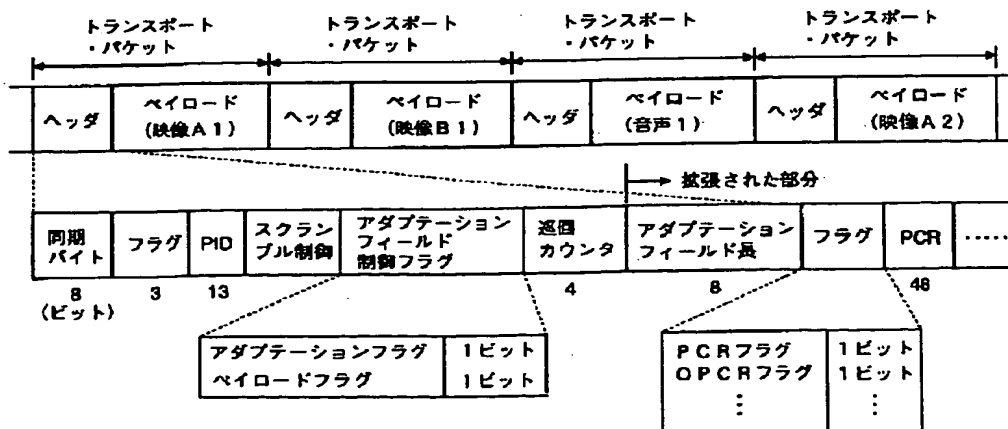 トランスポート
・パケット
トランスポート
・パケット
トランスポート
・パケット
トランスポート
・パケット
ヘッダ
ペイロード
(映像A1)
ヘッダ
ペイロード
(映像B1)
ヘッダ
ペイロード
(音声1)
ヘッダ
ペイロード
(映像A2)
拡張された部分
同期
バイト
フラグ
PID
スクラン
ブル制御
アダプテーション
フィールド
制御フラグ
巡回
カウンタ
アダプテーション
フィールド長
フラグ
PCR
‥‥‥
8
(ビット)
3
13
4
8
48
アダプテーションフラグ 1ビット
ペイロードフラグ 1ビット
PCRフラグ 1ビット
OPCRフラグ 1ビット
⋮ ⋮